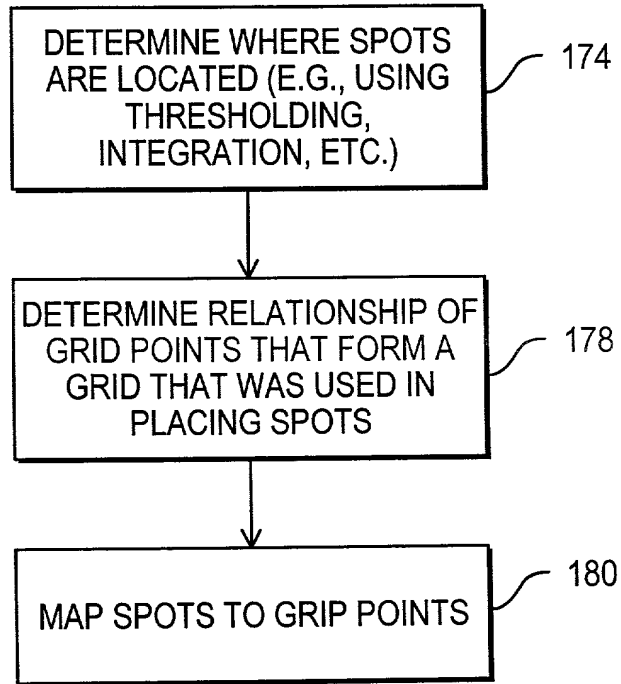 DETERMINE WHERE SPOTS
ARE LOCATED (E.G., USING
THRESHOLDING,
INTEGRATION, ETC.)
174
DETERMINE RELATIONSHIP OF
GRID POINTS THAT FORM A
GRID THAT WAS USED IN
PLACING SPOTS
178
MAP SPOTS TO GRIP POINTS
180